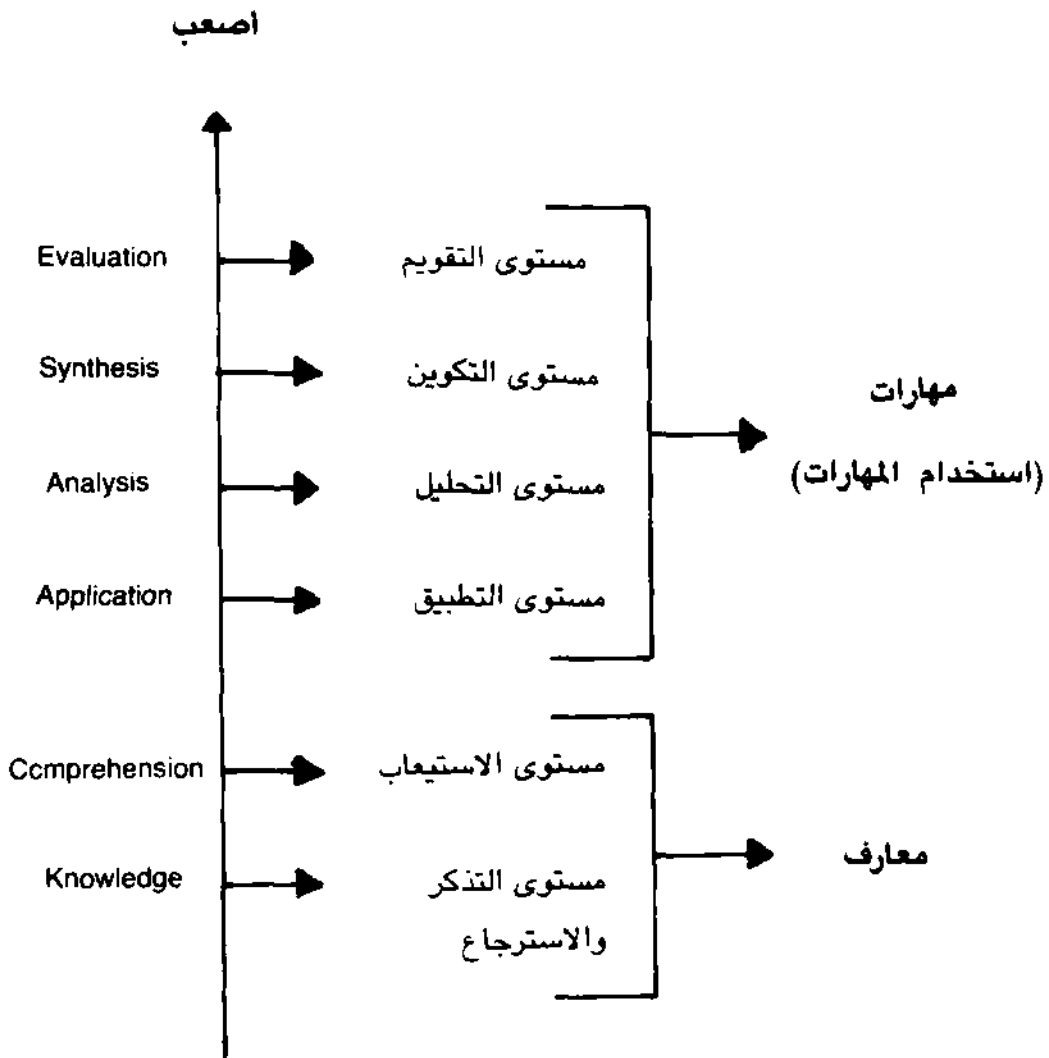 أصعب
Evaluation
مستوى التقويم
Synthesis
مستوى التكوين
مهارات
(استخدام المهارات)
Analysis
مستوى التحليل
Application
مستوى التطبيق
Ccmprehension
مستوى الاستيعاب
معارف
Knowledge
مستوى التذكر
والاسترجاع